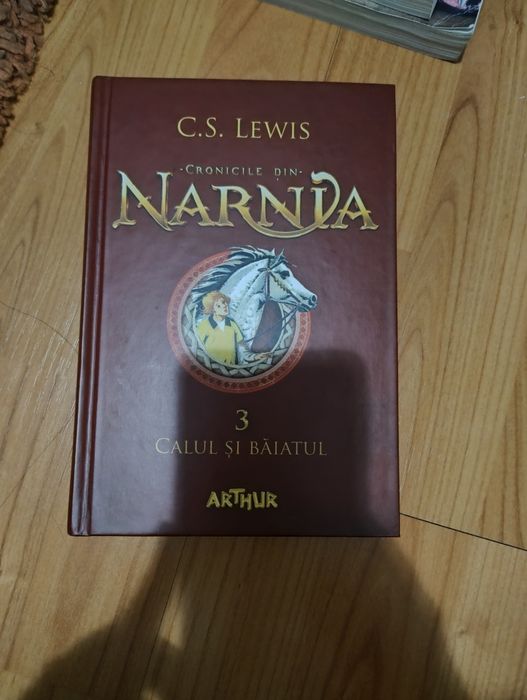 C.S. LEWIS
·CRONICILE DIN·
NARNIA
3
CALUL ȘI BĂIATUL
ARTHUR